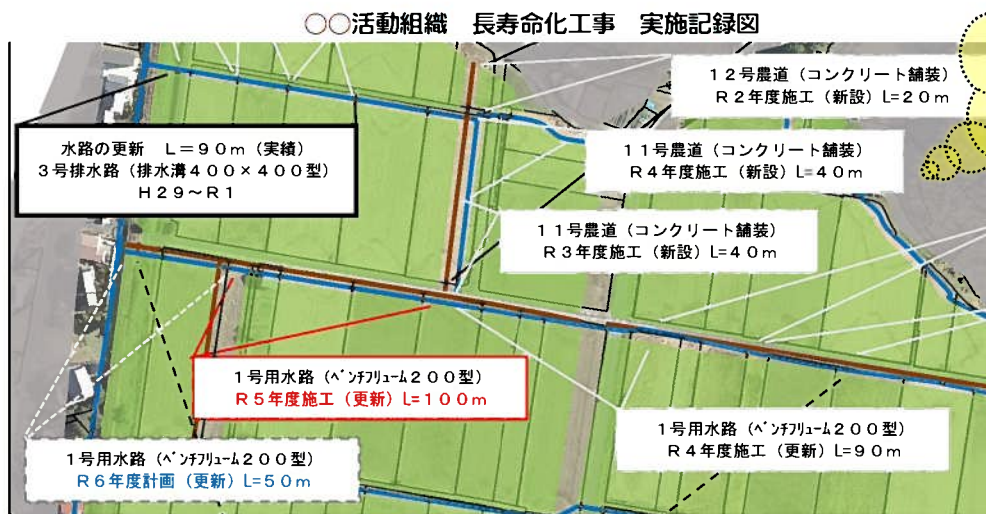 ○○活動組織　長寿命化工事　実施記録図
１２号農道（コンクリート舗装）
Ｒ２年度施工（新設）L=２０ｍ
水路の更新　Ｌ＝９０ｍ（実績）
３号排水路（排水溝４００×４００型）
Ｈ２９～Ｒ１
１１号農道（コンクリート舗装）
Ｒ４年度施工（新設）L=４０ｍ
１１号農道（コンクリート舗装）
Ｒ３年度施工（新設）L=４０ｍ
１号用水路（ﾍﾞﾝﾁﾌﾘｭｰﾑ２００型）
Ｒ５年度施工（更新）L=１００ｍ
１号用水路（ﾍﾞﾝﾁﾌﾘｭｰﾑ２００型）
Ｒ４年度施工（更新）L=９０ｍ
１号用水路（ﾍﾞﾝﾁﾌﾘｭｰﾑ２００型）
Ｒ６年度計画（更新）L=５０ｍ